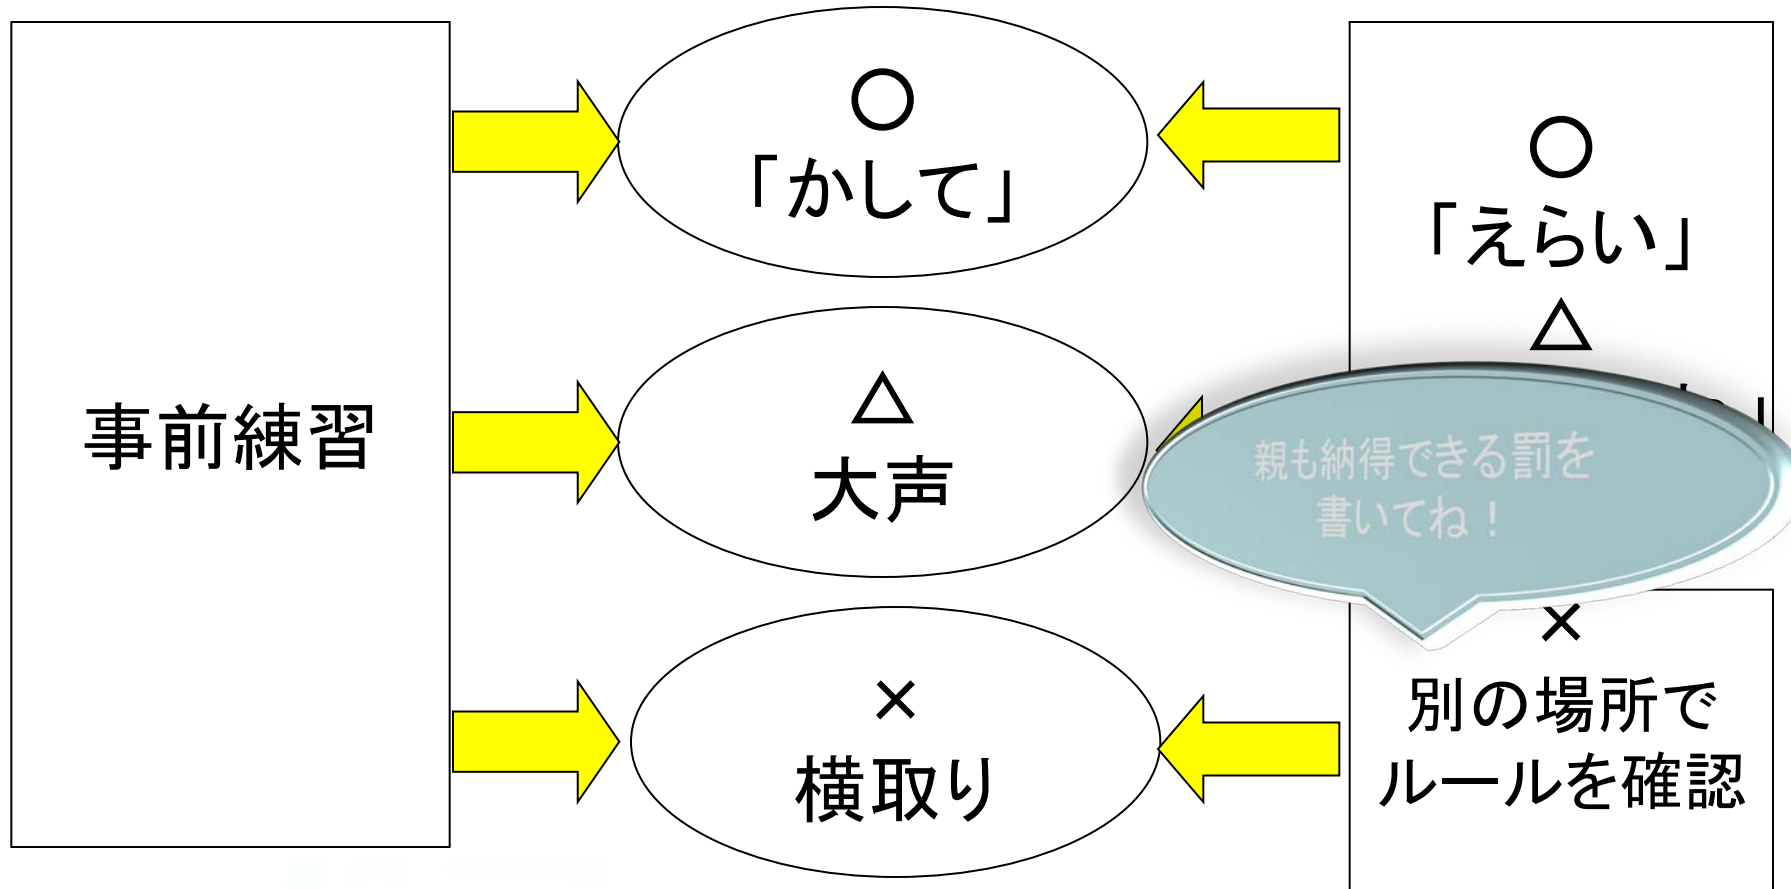 事前練習
○
「かして」
△
大声
×
横取り
○
「えらい」
△
親も納得できる罰を
書いてね！
×
別の場所で
ルールを確認